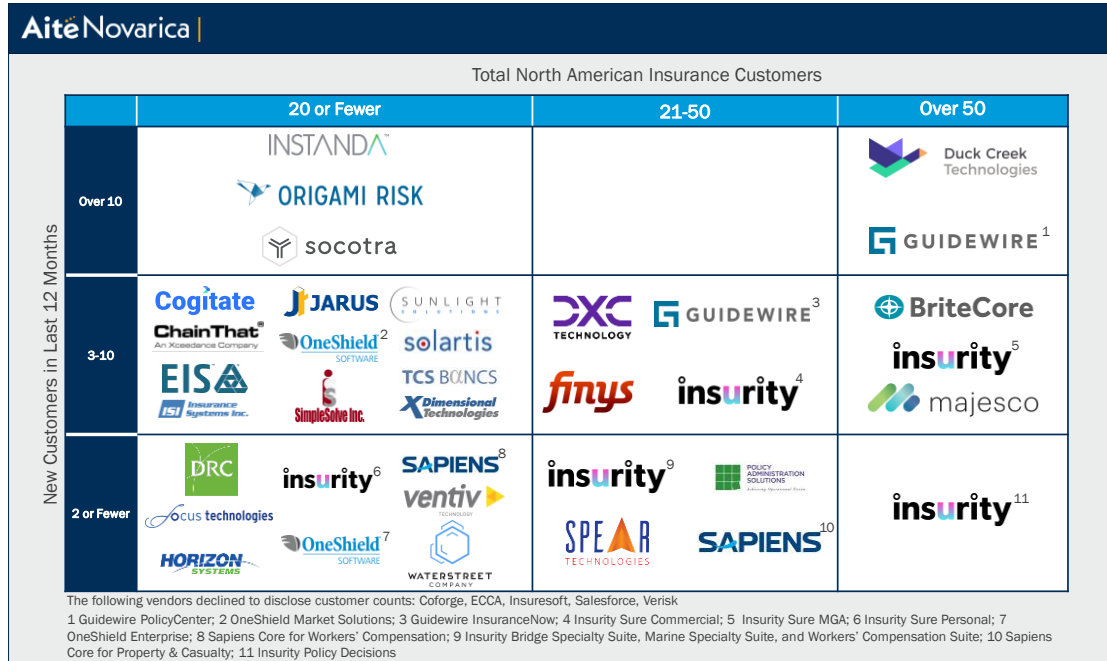 AiteNovarica |
Total North American Insurance Customers
20 or Fewer
21-50
Over 50
New Customers in Last 12 Months
Over 10
INSTANDA™
ORIGAMI RISK
socotra
Duck Creek
Technologies
GUIDEWIRE 1
3-10
Cogitate
JARUS
SUNLIGHT
SOLUTIONS
ChainThat®
An Xceedance Company
OneShield 2
SOFTWARE
solartis
EIS
TCS BαNCS
ISI Insurance
Systems Inc.
SimpleSolve Inc.
XDimensional
Technologies
DXC
TECHNOLOGY
GUIDEWIRE 3
finys
insurity 4
BriteCore
insurity 5
majesco
2 or Fewer
DRC
insurity 6
SAPIENS 8
ventiv
TECHNOLOGY
focus technologies
OneShield 7
SOFTWARE
HORIZON
SYSTEMS
WATERSTREET
COMPANY
insurity 9
POLICY
ADMINISTRATION
SOLUTIONS
SPEAR
TECHNOLOGIES
SAPIENS 10
insurity 11
The following vendors declined to disclose customer counts: Coforge, ECCA, Insuresoft, Salesforce, Verisk
1 Guidewire PolicyCenter; 2 OneShield Market Solutions; 3 Guidewire InsuranceNow; 4 Insurity Sure Commercial; 5 Insurity Sure MGA; 6 Insurity Sure Personal; 7
OneShield Enterprise; 8 Sapiens Core for Workers' Compensation; 9 Insurity Bridge Specialty Suite, Marine Specialty Suite, and Workers' Compensation Suite; 10 Sapiens
Core for Property & Casualty; 11 Insurity Policy Decisions